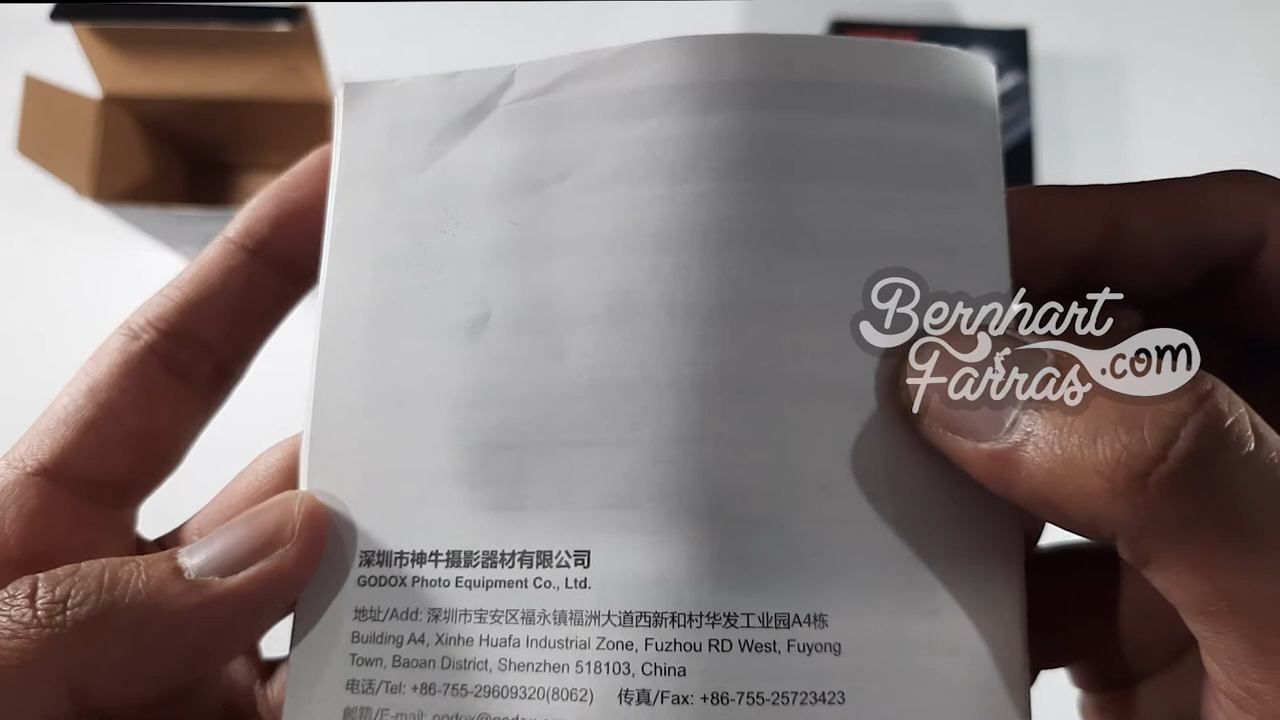 Bernhart
Farras .com
深圳市神牛摄影器材有限公司
GODOX Photo Equipment Co., Ltd.
地址/Add: 深圳市宝安区福永镇福洲大道西新和村华发工业园A4栋
Building A4, Xinhe Huafa Industrial Zone, Fuzhou RD West, Fuyong
Town, Baoan District, Shenzhen 518103, China
电话/Tel: +86-755-29609320(8062) 传真/Fax: +86-755-25723423
邮箱/E-mail: